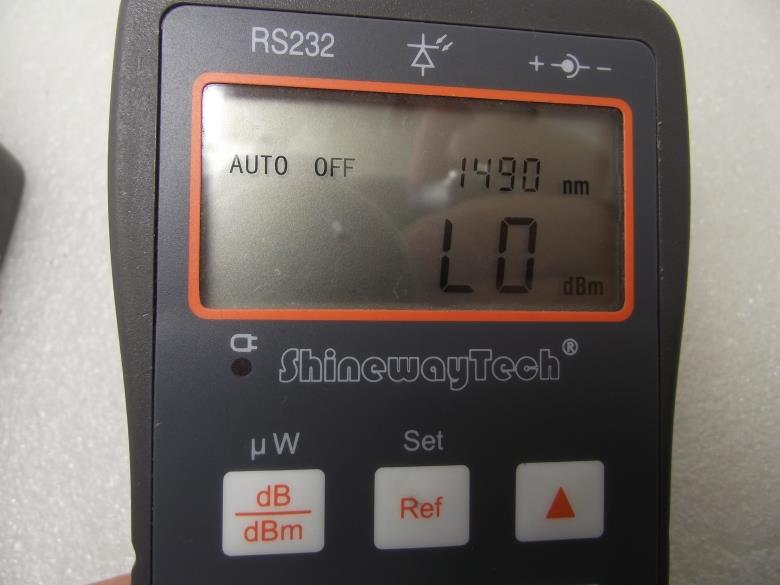 RS232
+ -
AUTO OFF 1490 nm
LO dBm
ShinewayTech®
µW Set
dB
dBm
Ref